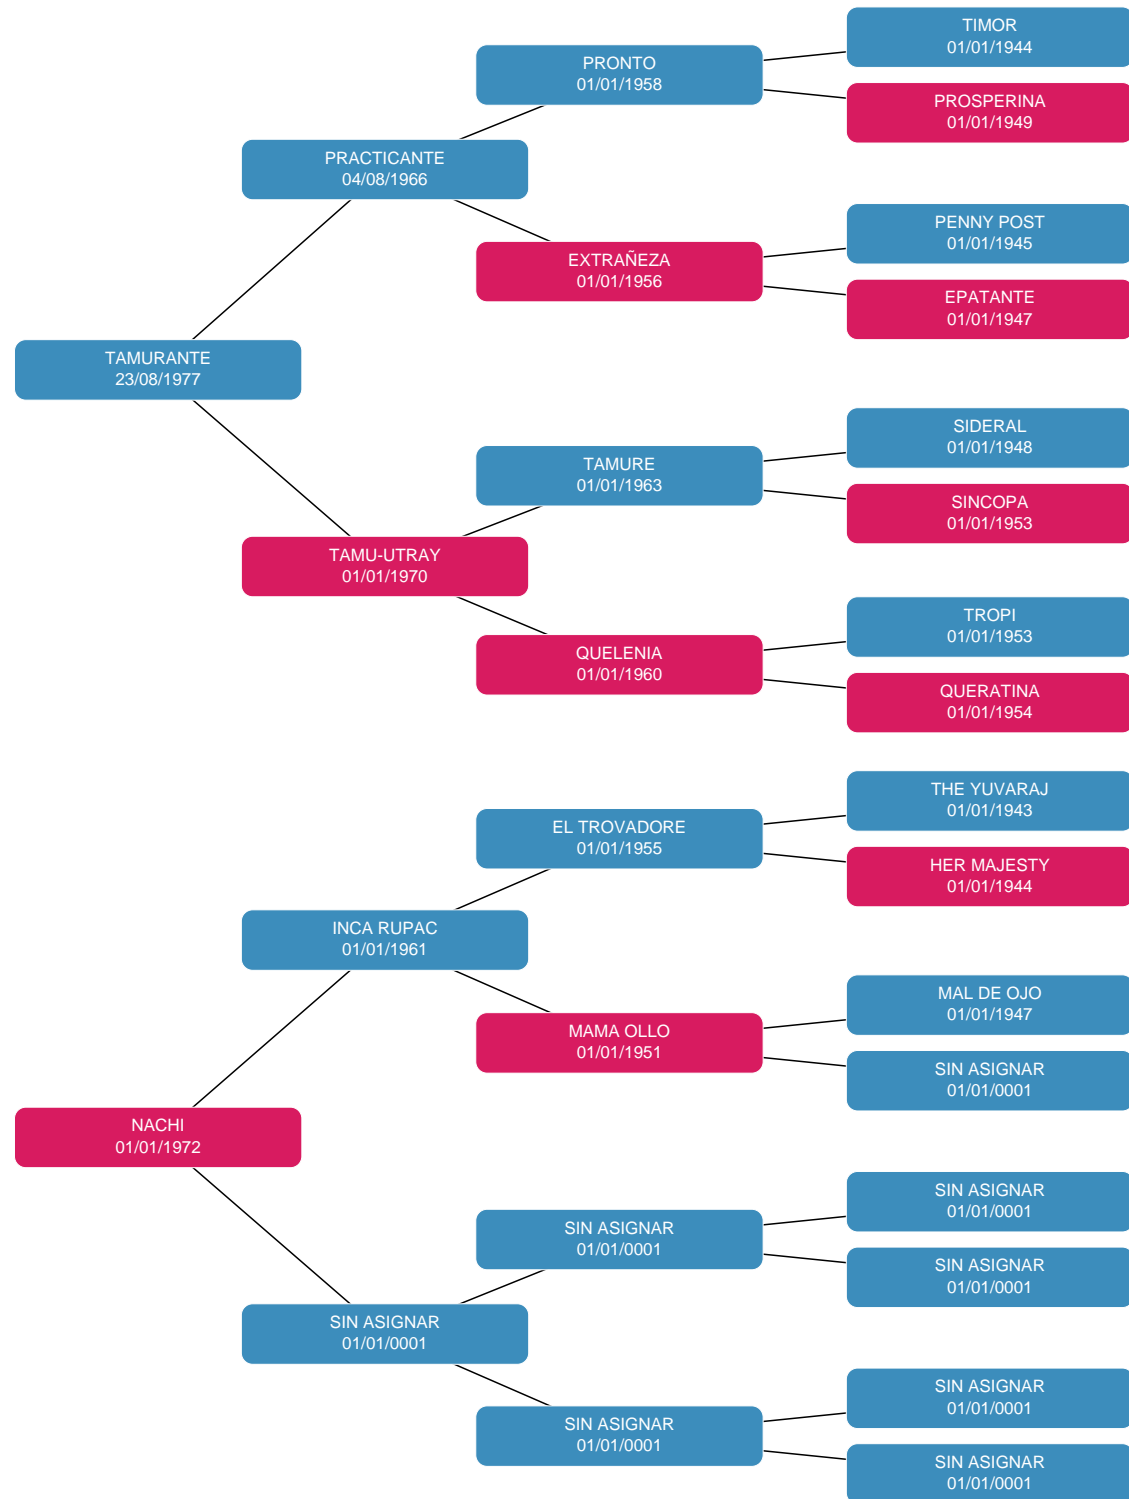 TIMOR
01/01/1944
PRONTO
01/01/1958
PROSPERINA
01/01/1949
PRACTICANTE
04/08/1966
PENNY POST
01/01/1945
EXTRAÑEZA
01/01/1956
EPATANTE
01/01/1947
TAMURANTE
23/08/1977
SIDERAL
01/01/1948
TAMURE
01/01/1963
SINCOPA
01/01/1953
TAMU-UTRAY
01/01/1970
TROPI
01/01/1953
QUELENIA
01/01/1960
QUERATINA
01/01/1954
THE YUVARAJ
01/01/1943
EL TROVADORE
01/01/1955
HER MAJESTY
01/01/1944
INCA RUPAC
01/01/1961
MAL DE OJO
01/01/1947
MAMA OLLO
01/01/1951
SIN ASIGNAR
01/01/0001
NACHI
01/01/1972
SIN ASIGNAR
01/01/0001
SIN ASIGNAR
01/01/0001
SIN ASIGNAR
01/01/0001
SIN ASIGNAR
01/01/0001
SIN ASIGNAR
01/01/0001
SIN ASIGNAR
01/01/0001
SIN ASIGNAR
01/01/0001